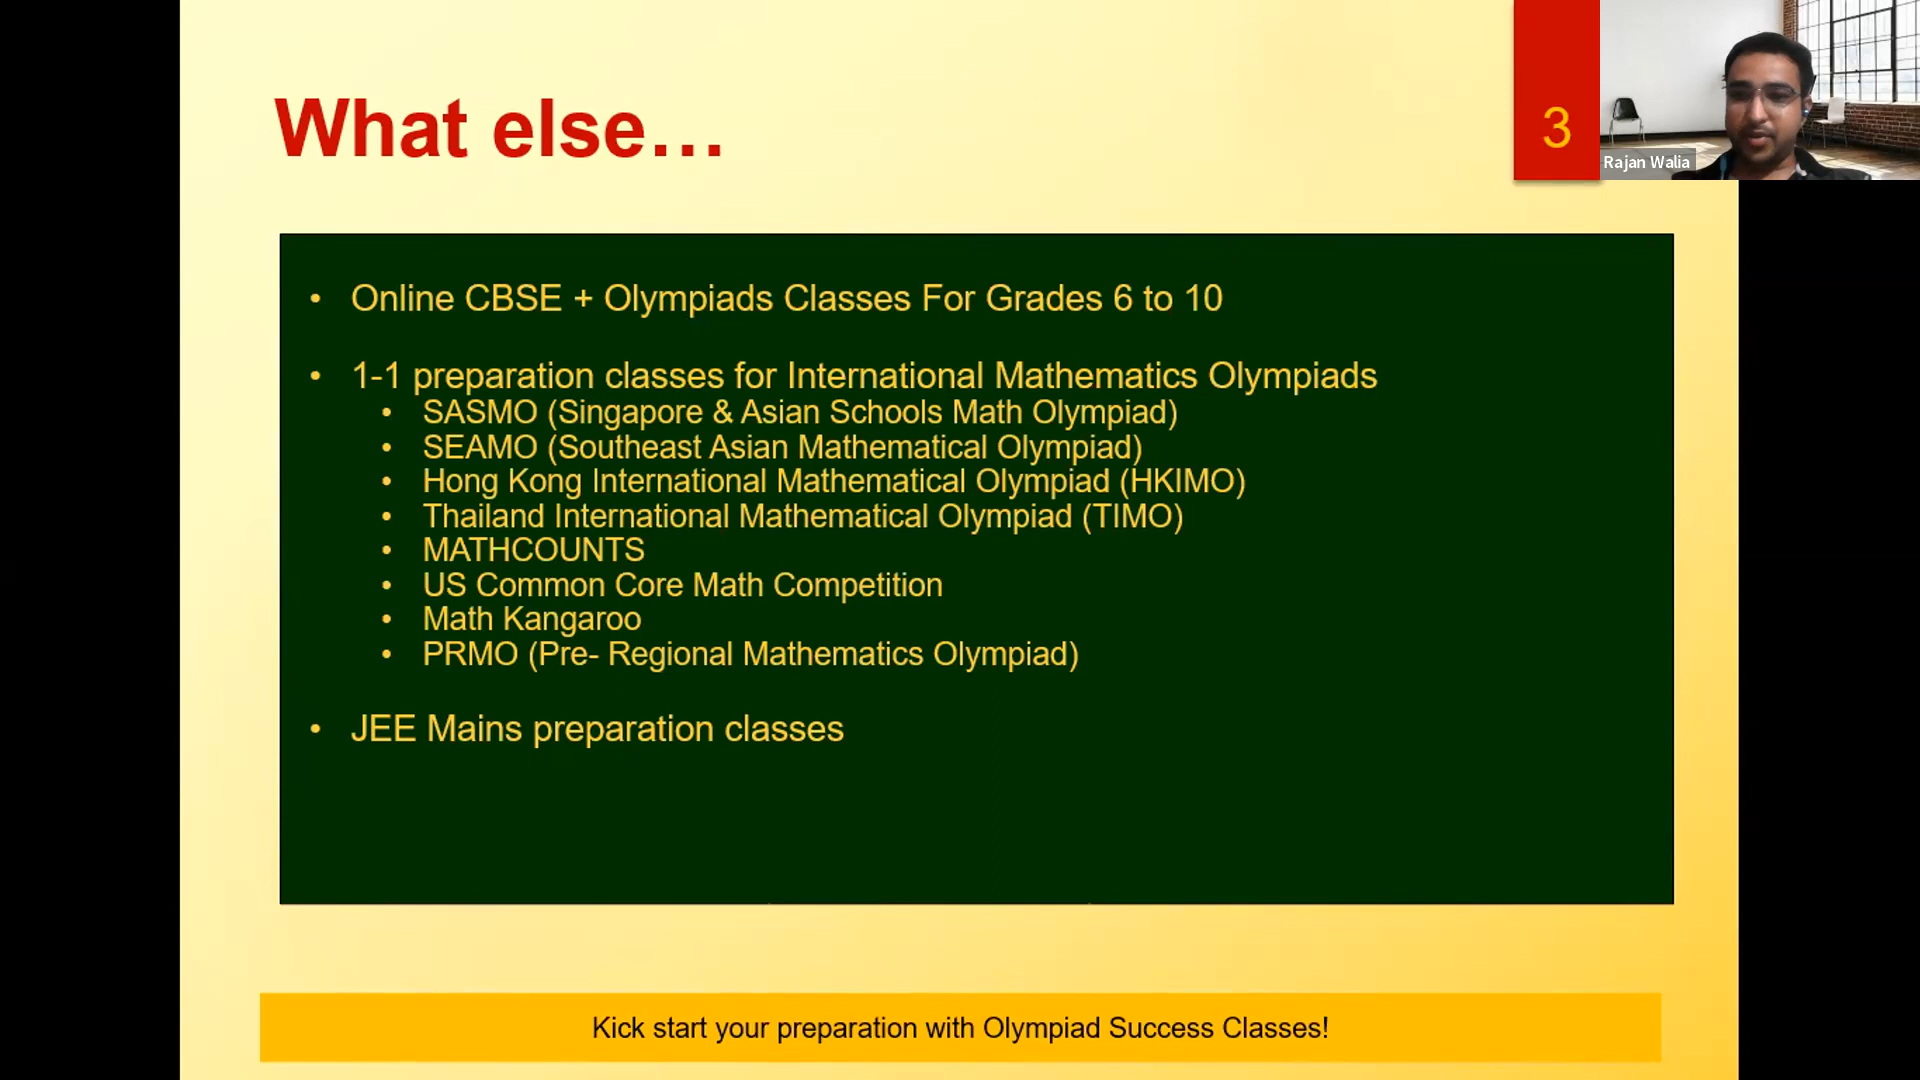 What else…
3
Rajan Walia
• Online CBSE + Olympiads Classes For Grades 6 to 10
• 1-1 preparation classes for International Mathematics Olympiads
• SASMO (Singapore & Asian Schools Math Olympiad)
• SEAMO (Southeast Asian Mathematical Olympiad)
• Hong Kong International Mathematical Olympiad (HKIMO)
• Thailand International Mathematical Olympiad (TIMO)
• MATHCOUNTS
• US Common Core Math Competition
• Math Kangaroo
• PRMO (Pre- Regional Mathematics Olympiad)
• JEE Mains preparation classes
Kick start your preparation with Olympiad Success Classes!